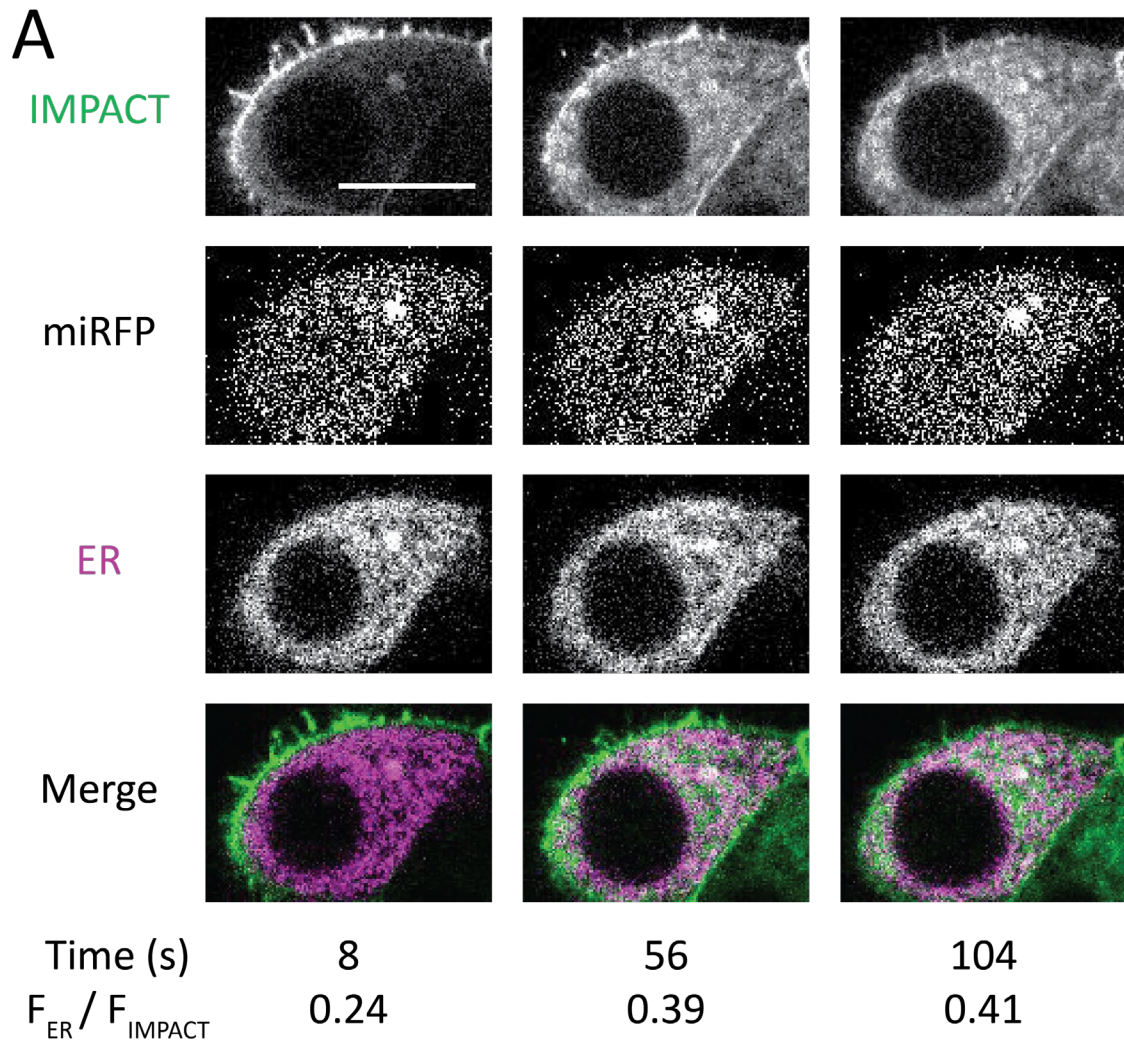 A
IMPACT
miRFP
ER
Merge
Time (s) 8 56 104
F_ER / F_IMPACT 0.24 0.39 0.41